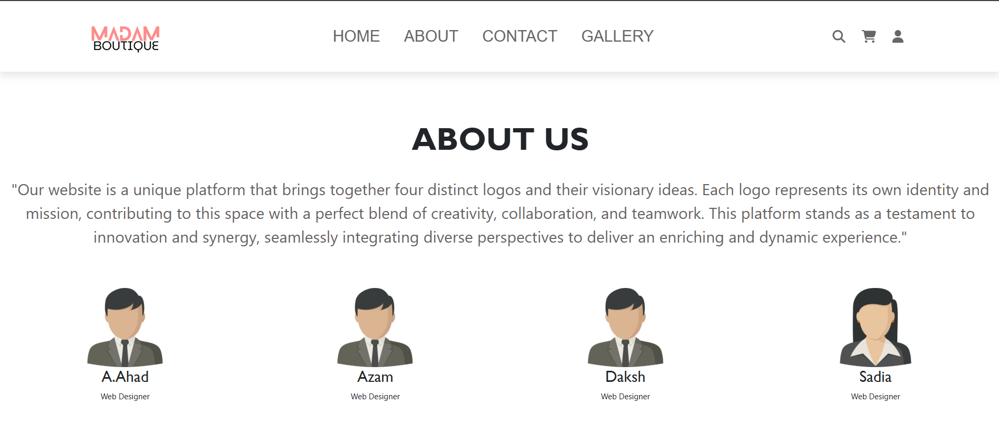 MADAM
BOUTIQUE
HOME ABOUT CONTACT GALLERY
ABOUT US
"Our website is a unique platform that brings together four distinct logos and their visionary ideas. Each logo represents its own identity and
mission, contributing to this space with a perfect blend of creativity, collaboration, and teamwork. This platform stands as a testament to
innovation and synergy, seamlessly integrating diverse perspectives to deliver an enriching and dynamic experience."
A.Ahad
Web Designer
Azam
Web Designer
Daksh
Web Designer
Sadia
Web Designer